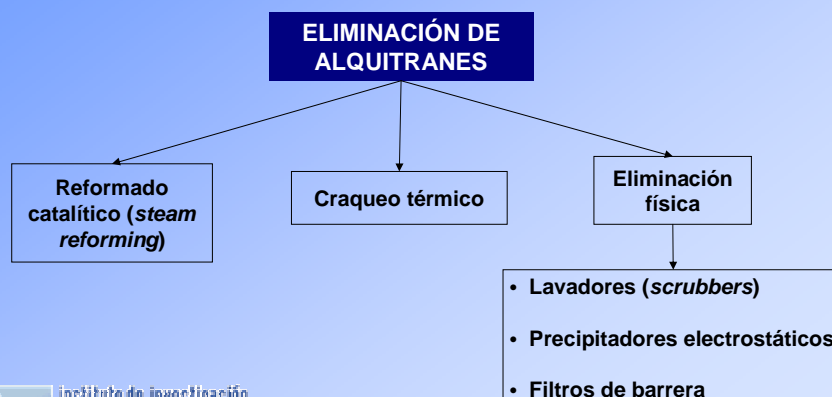 ELIMINACIÓN DE
ALQUITRANES
Reformado
catalítico (steam
reforming)
Craqueo térmico
Eliminación
física
• Lavadores (scrubbers)
• Precipitadores electrostáticos
• Filtros de barrera
instituto de investigación